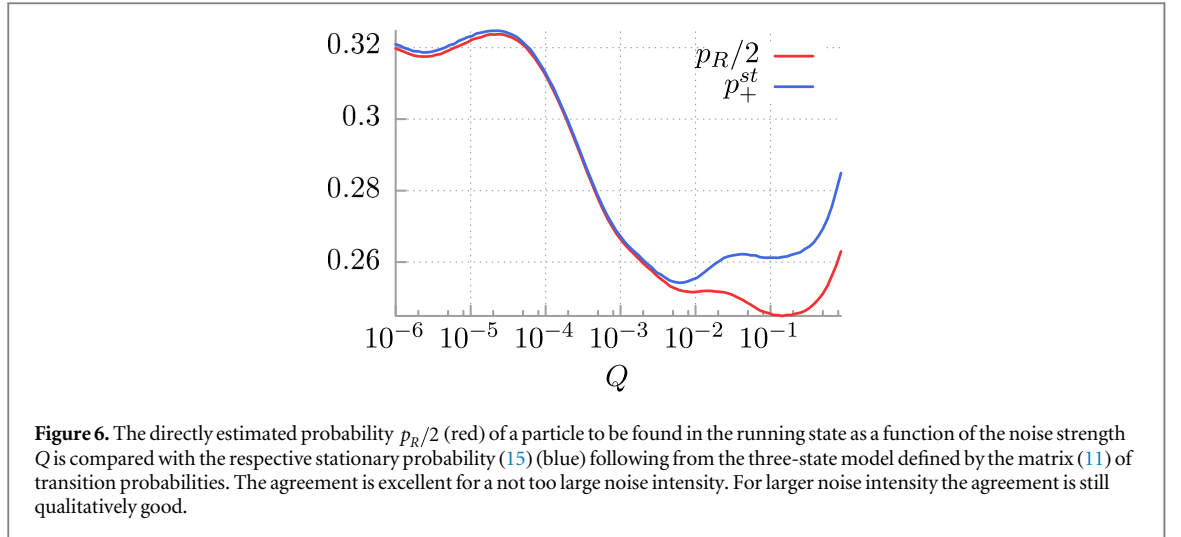 0.32
0.3
0.28
0.26
p_R/2
p_+^{st}
10^{-6} 10^{-5} 10^{-4} 10^{-3} 10^{-2} 10^{-1}
Q
Figure 6. The directly estimated probability p_R/2 (red) of a particle to be found in the running state as a function of the noise strength
Q is compared with the respective stationary probability (15) (blue) following from the three-state model defined by the matrix (11) of
transition probabilities. The agreement is excellent for a not too large noise intensity. For larger noise intensity the agreement is still
qualitatively good.